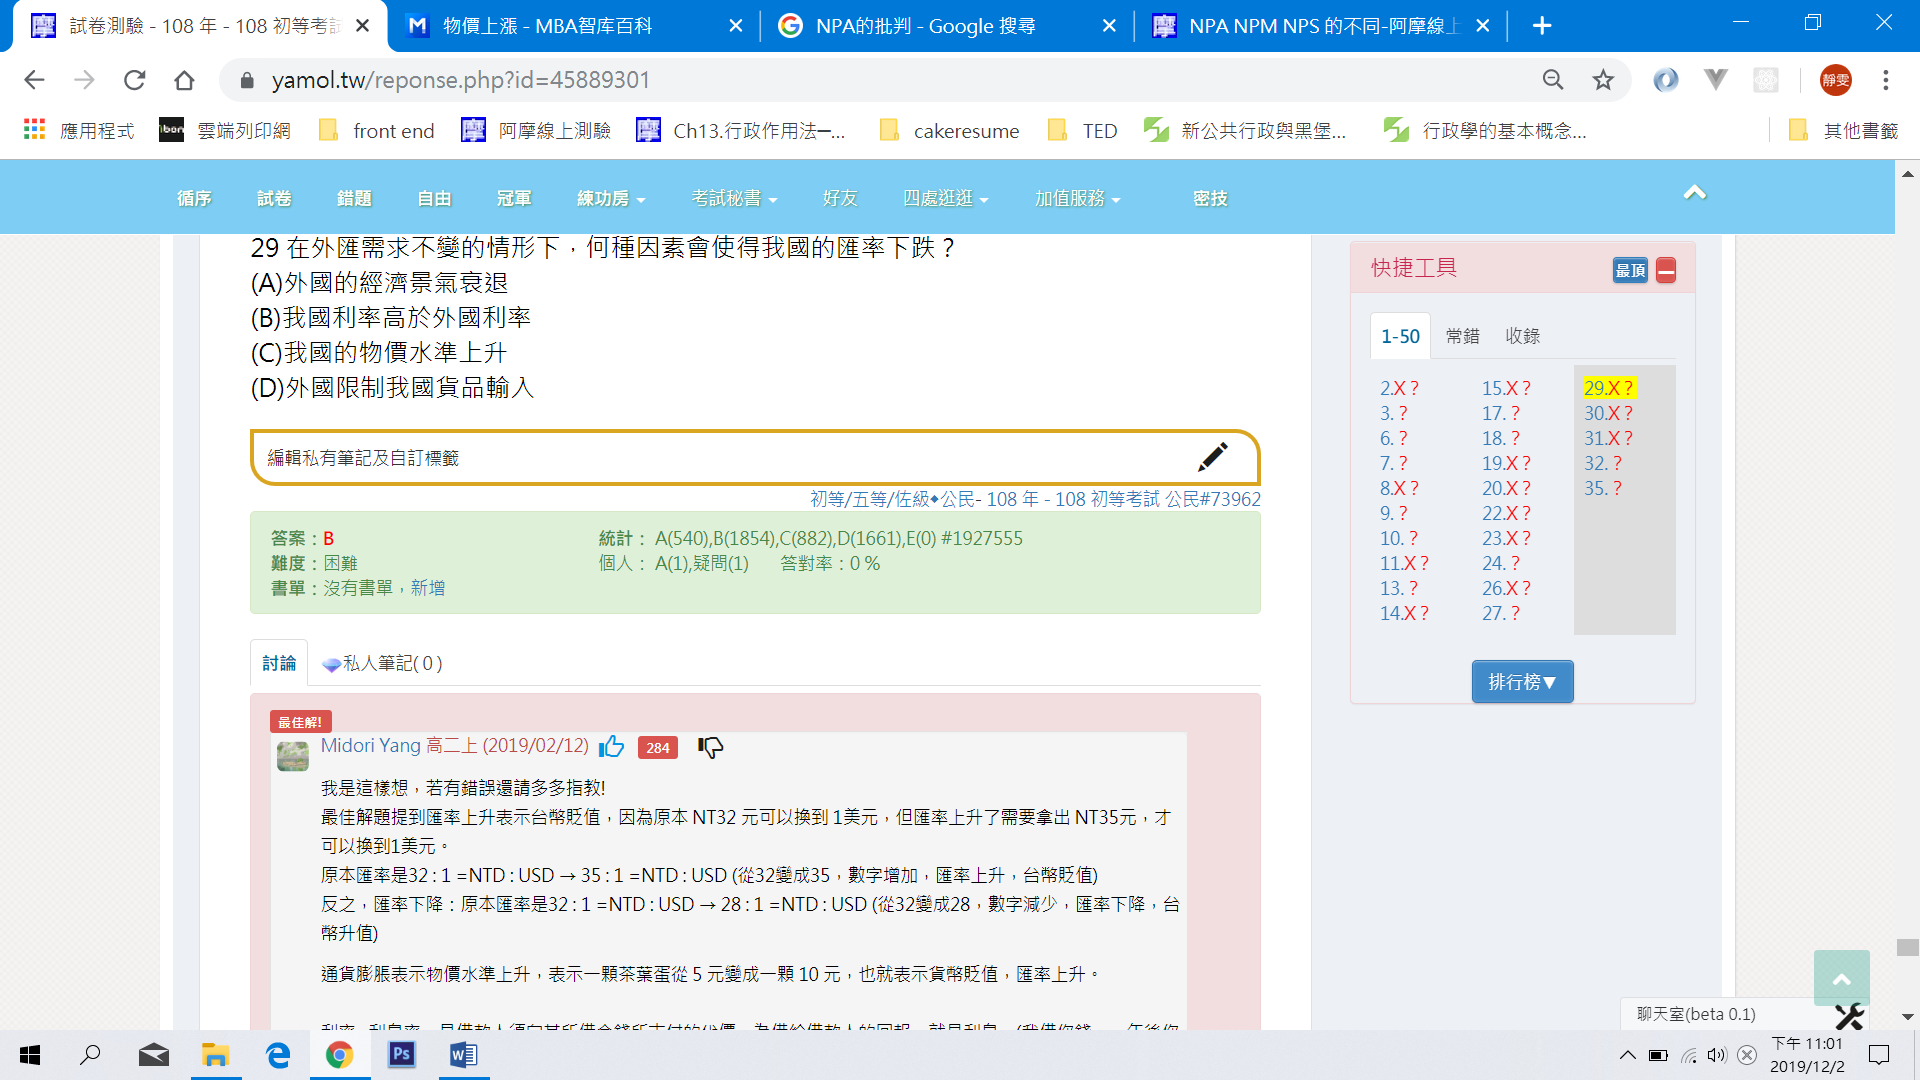 試卷測驗 - 108 年 - 108 初等考試
物價上漲 - MBA智库百科
NPA的批判 - Google 搜尋
NPA NPM NPS 的不同-阿摩線上
yamol.tw/reponse.php?id=45889301
靜雯
應用程式
ibon
雲端列印網
front end
阿摩線上測驗
Ch13.行政作用法—...
cakeresume
TED
新公共行政與黑堡...
行政學的基本概念...
其他書籤
循序
試卷
錯題
自由
冠軍
練功房
考試秘書
好友
四處逛逛
加值服務
密技
29 在外匯需求不變的情形下，何種因素會使得我國的匯率下跌？
(A)外國的經濟景氣衰退
(B)我國利率高於外國利率
(C)我國的物價水準上升
(D)外國限制我國貨品輸入
編輯私有筆記及自訂標籤
初等/五等/佐級◆公民- 108 年 - 108 初等考試 公民#73962
答案：B
難度：困難
書單：沒有書單，新增
統計： A(540),B(1854),C(882),D(1661),E(0) #1927555
個人： A(1),疑問(1) 答對率：0 %
討論
私人筆記( 0 )
最佳解!
Midori Yang 高二上 (2019/02/12) 284
我是這樣想，若有錯誤還請多多指教!
最佳解題提到匯率上升表示台幣貶值，因為原本 NT32 元可以換到 1美元，但匯率上升了需要拿出 NT35元，才
可以換到1美元。
原本匯率是32 : 1 =NTD : USD → 35 : 1 =NTD : USD (從32變成35，數字增加，匯率上升，台幣貶值)
反之，匯率下降：原本匯率是32 : 1 =NTD : USD → 28 : 1 =NTD : USD (從32變成28，數字減少，匯率下降，台
幣升值)
通貨膨脹表示物價水準上升，表示一顆茶葉蛋從 5 元變成一顆 10 元，也就表示貨幣貶值，匯率上升。
快捷工具
最頂
1-50
常錯
收錄
2.X ?
3. ?
6. ?
7. ?
8.X ?
9. ?
10. ?
11.X ?
13. ?
14.X ?
15.X ?
17. ?
18. ?
19.X ?
20.X ?
22.X ?
23.X ?
24. ?
26.X ?
27. ?
29.X ?
30.X ?
31.X ?
32. ?
35. ?
排行榜▼
聊天室(beta 0.1)
Ps
下午 11:01
2019/12/2